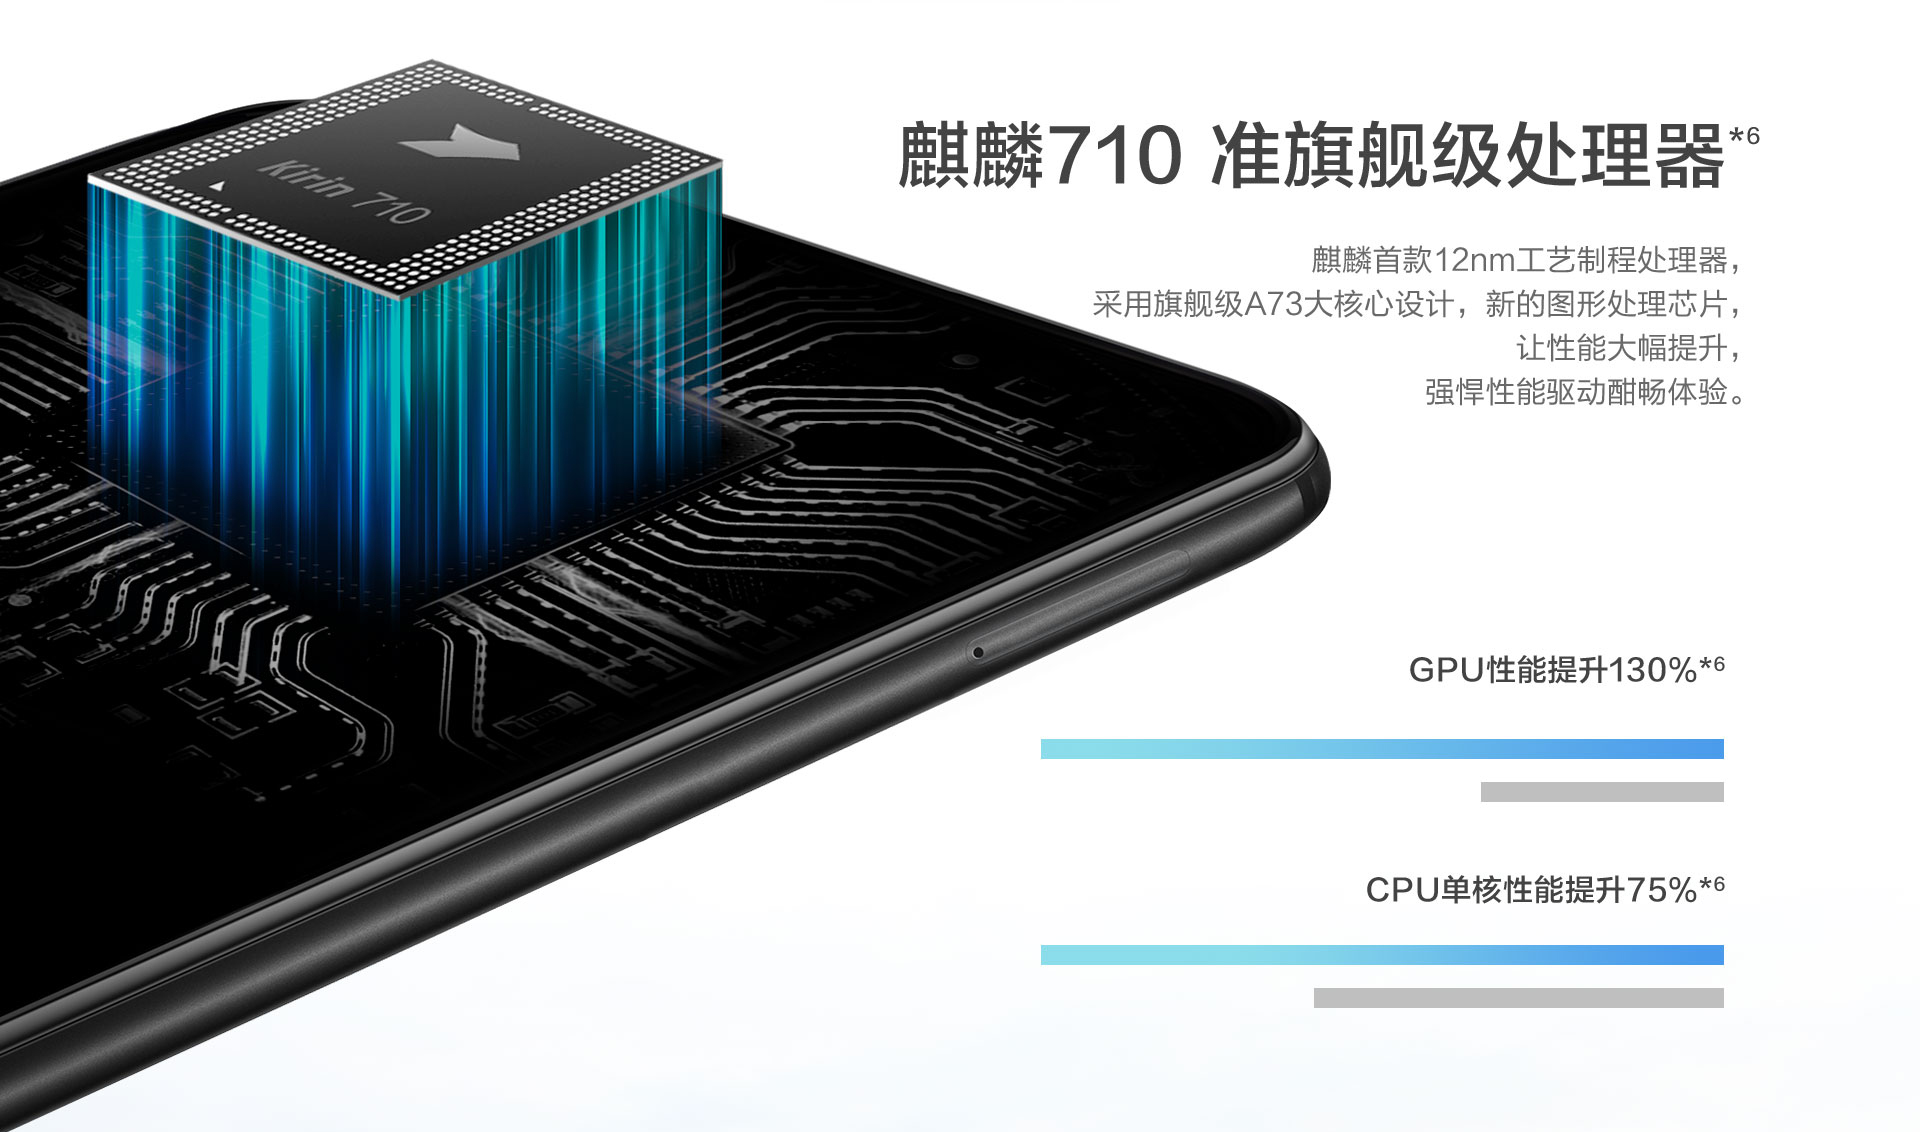 Kirin 710
麒麟710 准旗舰级处理器*6
麒麟首款12nm工艺制程处理器，
采用旗舰级A73大核心设计，新的图形处理芯片，
让性能大幅提升，
强悍性能驱动酣畅体验。
GPU性能提升130%*6
CPU单核性能提升75%*6